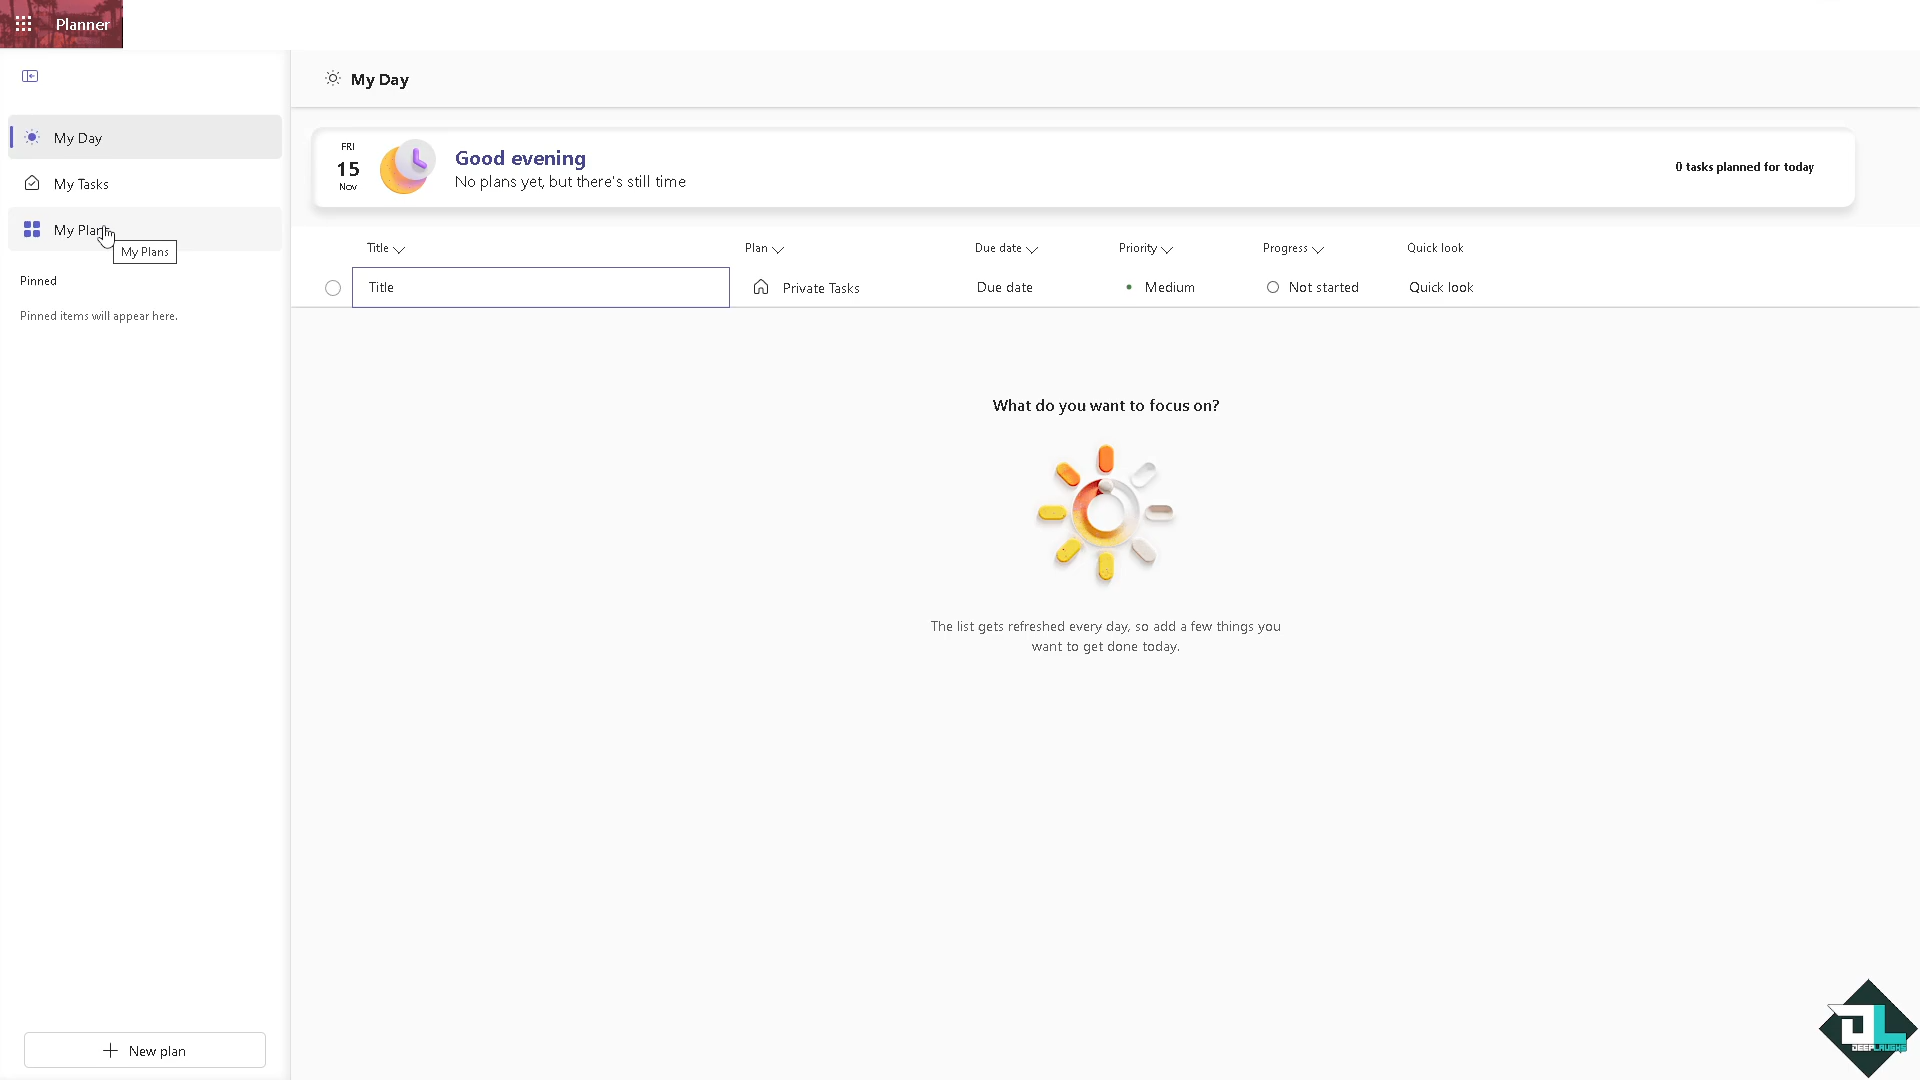 Planner
My Day
My Tasks
My Plans
My Plans
Pinned
Pinned items will appear here.
New plan
My Day
FRI
15
Nov
Good evening
No plans yet, but there's still time
0 tasks planned for today
Title Plan Due date Priority Progress Quick look
Title Private Tasks Due date Medium Not started Quick look
What do you want to focus on?
The list gets refreshed every day, so add a few things you
want to get done today.
DEEPLAUGHS